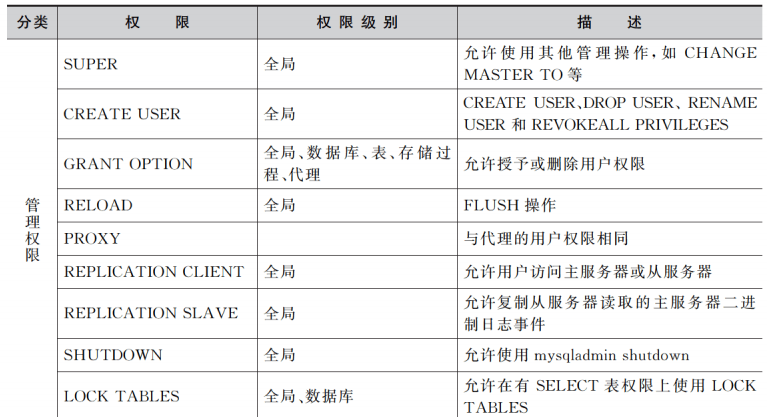 分类 权 限 权 限 级 别 描 述
管理权限
SUPER 全局 允许使用其他管理操作,如 CHANGE
MASTER TO 等
CREATE USER 全局 CREATE USER、DROP USER、RENAME
USER 和 REVOKEALL PRIVILEGES
GRANT OPTION 全局、数据库、表、存储过
程、代理 允许授予或删除用户权限
RELOAD 全局 FLUSH 操作
PROXY 与代理的用户权限相同
REPLICATION CLIENT 全局 允许用户访问主服务器或从服务器
REPLICATION SLAVE 全局 允许复制从服务器读取的主服务器二进
制日志事件
SHUTDOWN 全局 允许使用 mysqladmin shutdown
LOCK TABLES 全局、数据库 允许在有 SELECT 表权限上使用 LOCK
TABLES